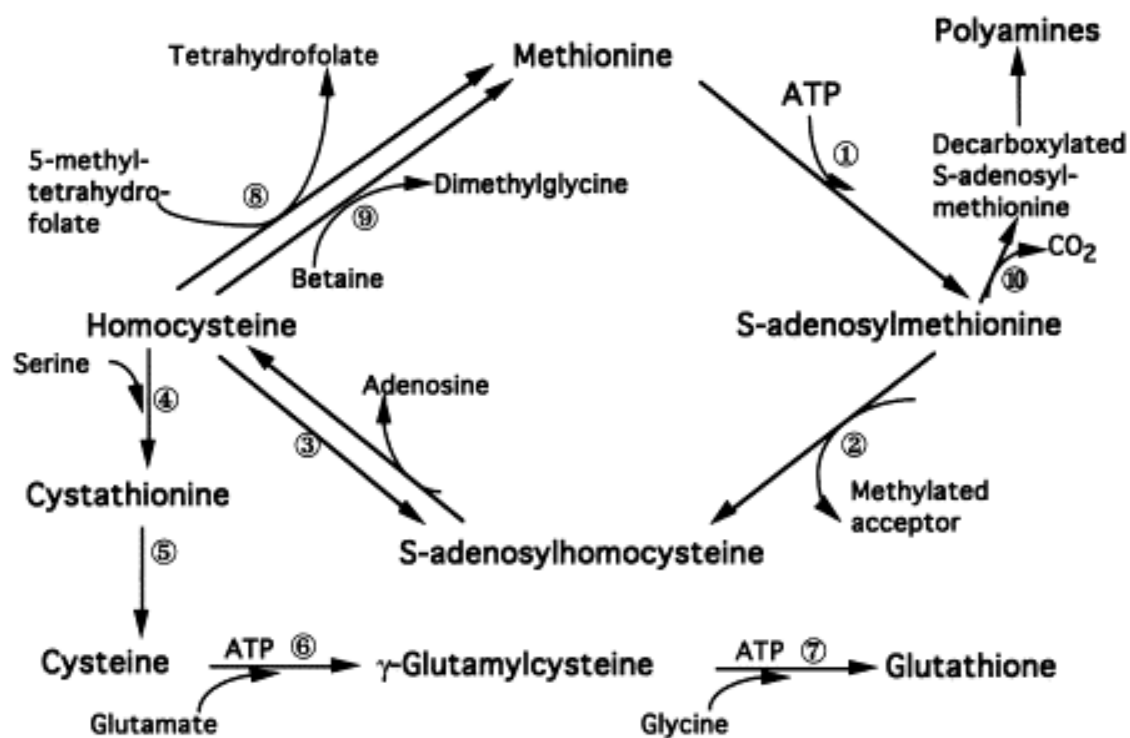 Polyamines
Tetrahydrofolate
Methionine
ATP
①
Decarboxylated
S-adenosyl-
methionine
5-methyl-
tetrahydro-
folate
⑧
Dimethylglycine
⑨
Betaine
CO2
⑩
Homocysteine
S-adenosylmethionine
Serine
④
Adenosine
③
②
Cystathionine
Methylated
acceptor
⑤
S-adenosylhomocysteine
Cysteine
ATP ⑥
γ-Glutamylcysteine
ATP ⑦
Glutathione
Glutamate
Glycine